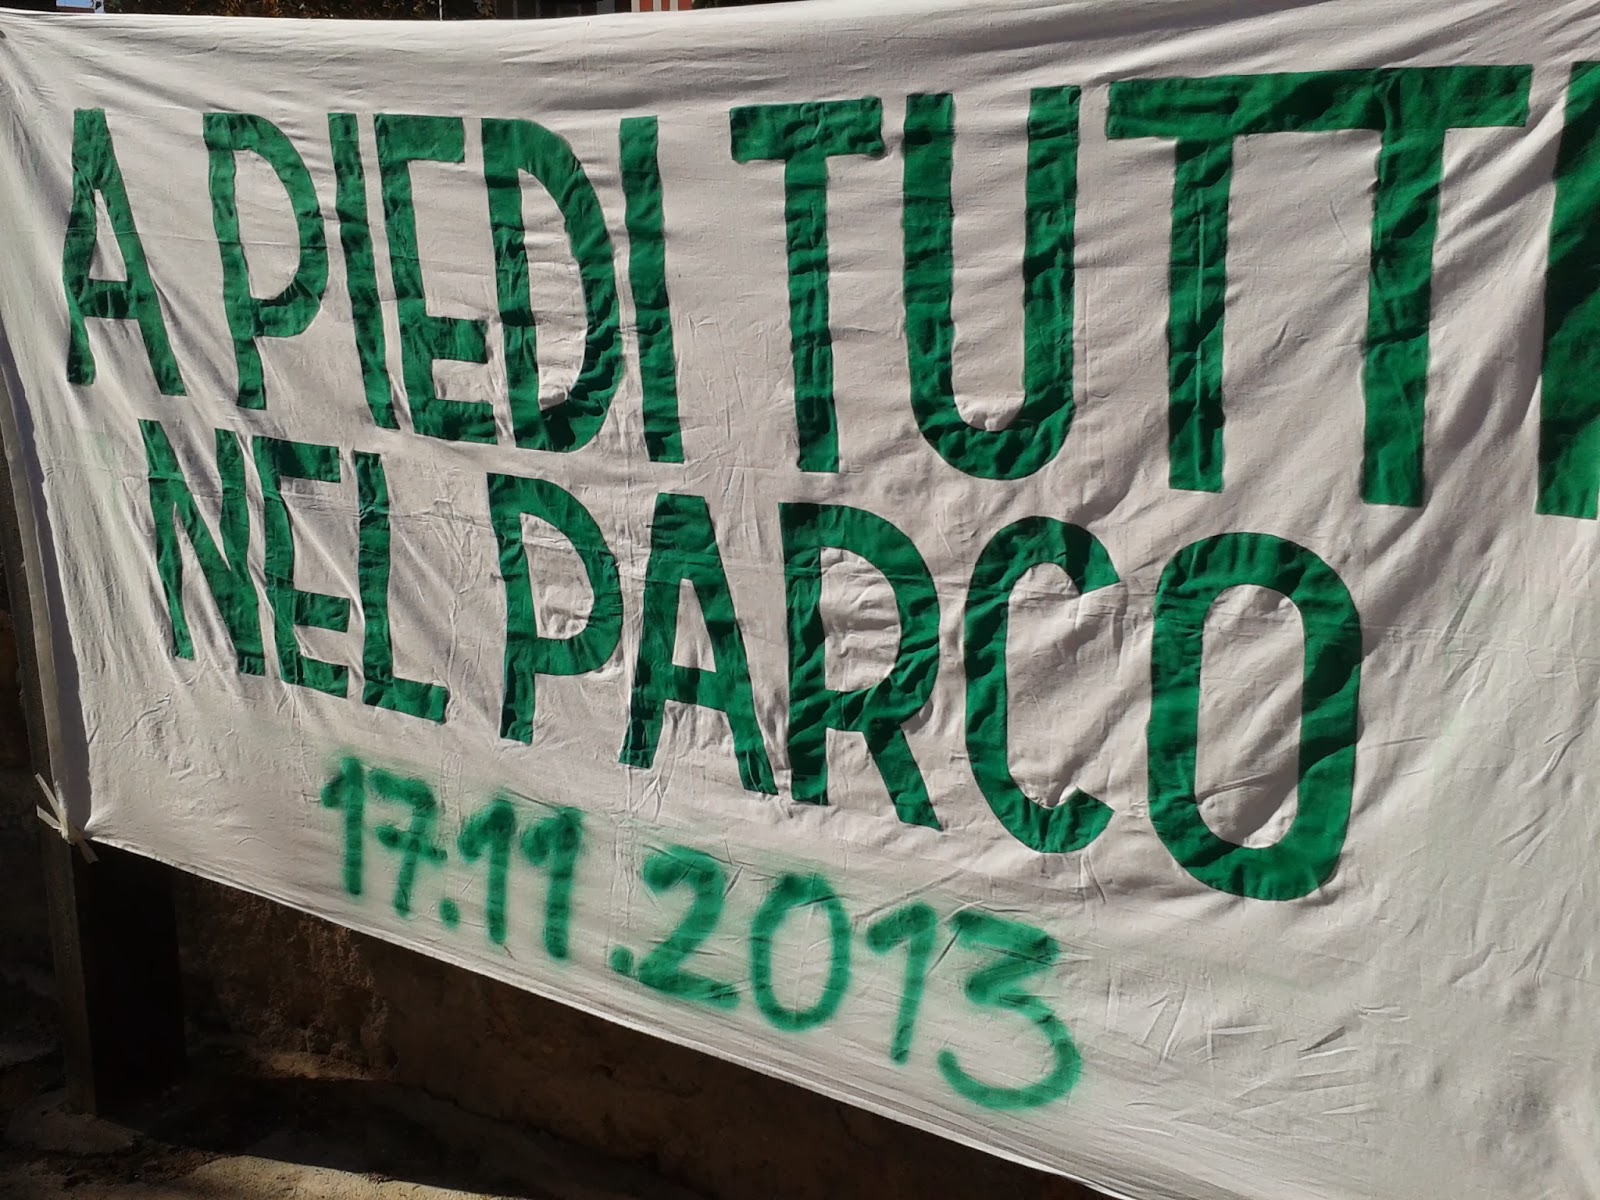 A PIEDI TUTTI
NEL PARCO
17.11.2013